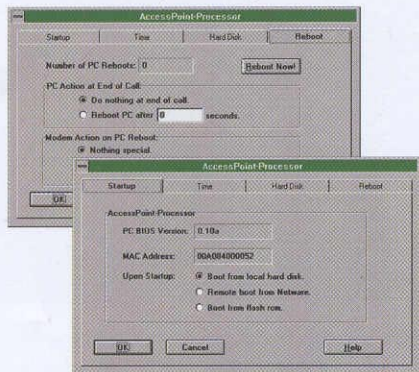 AccessPoint-Processor
Startup Time Hard Disk Reboot
Number of PC Reboots: 0 Reboot Now!
PC Action at End of Call:
Do nothing at end of call.
Reboot PC after 0 seconds.
Modem Action on PC Reboot:
Nothing special.
OK
AccessPoint-Processor
Startup Time Hard Disk Reboot
AccessPoint-Processor
PC BIOS Version: 0.10a
MAC Address: 00A004000052
Upon Startup: Boot from local hard disk.
Remote boot from Netware.
Boot from flash rom.
OK Cancel Help